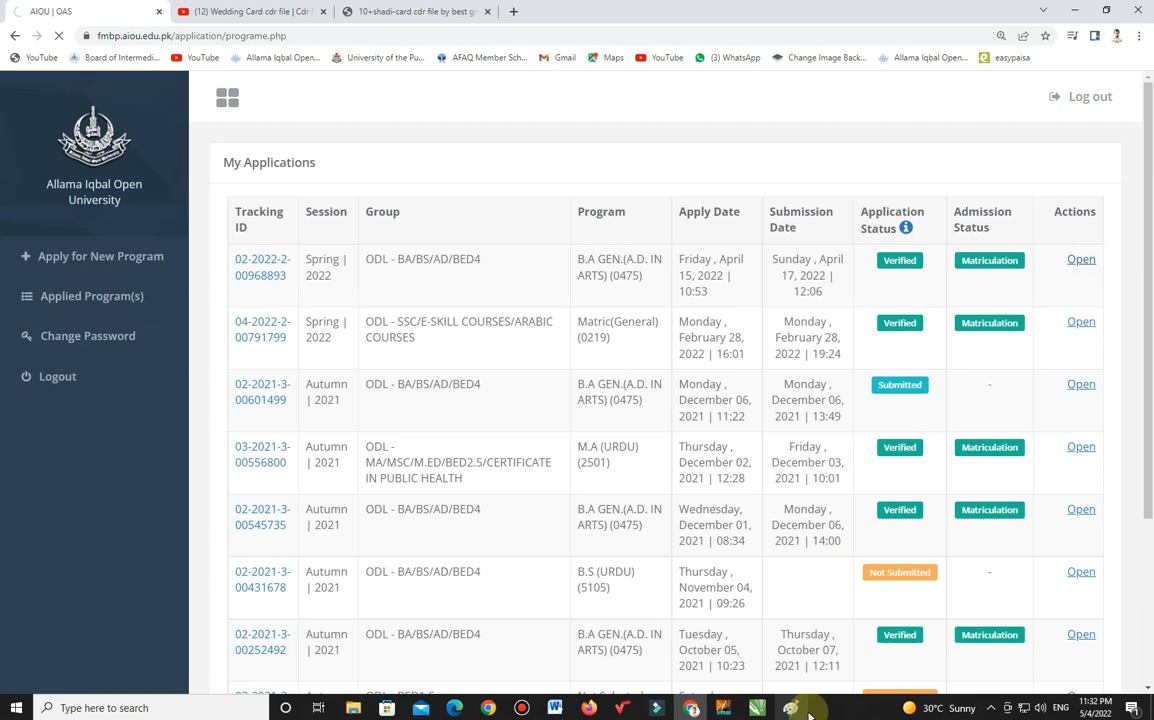 AIOU | OAS
(12) Wedding Card cdr file | Cdr
10+shadi-card cdr file by best gr
fmbp.aiou.edu.pk/application/programe.php
YouTube
Board of Intermedi...
YouTube
Allama Iqbal Open...
University of the Pu...
AFAQ Member Sch...
Gmail
Maps
YouTube
(3) WhatsApp
Change Image Back...
Allama Iqbal Open...
easypaisa
Allama Iqbal Open
University
Apply for New Program
Applied Program(s)
Change Password
Logout
Log out
My Applications
Tracking ID Session Group Program Apply Date Submission Date Application Status Admission Status Actions
02-2022-2-00968893 Spring | 2022 ODL - BA/BS/AD/BED4 B.A GEN.(A.D. IN ARTS) (0475) Friday , April 15, 2022 | 10:53 Sunday , April 17, 2022 | 12:06 Verified Matriculation Open
04-2022-2-00791799 Spring | 2022 ODL - SSC/E-SKILL COURSES/ARABIC COURSES Matric(General) (0219) Monday , February 28, 2022 | 16:01 Monday , February 28, 2022 | 19:24 Verified Matriculation Open
02-2021-3-00601499 Autumn | 2021 ODL - BA/BS/AD/BED4 B.A GEN.(A.D. IN ARTS) (0475) Monday , December 06, 2021 | 11:22 Monday , December 06, 2021 | 13:49 Submitted - Open
03-2021-3-00556800 Autumn | 2021 ODL - MA/MSC/M.ED/BED2.5/CERTIFICATE IN PUBLIC HEALTH M.A (URDU) (2501) Thursday , December 02, 2021 | 12:28 Friday , December 03, 2021 | 10:01 Verified Matriculation Open
02-2021-3-00545735 Autumn | 2021 ODL - BA/BS/AD/BED4 B.A GEN.(A.D. IN ARTS) (0475) Wednesday, December 01, 2021 | 08:34 Monday , December 06, 2021 | 14:00 Verified Matriculation Open
02-2021-3-00431678 Autumn | 2021 ODL - BA/BS/AD/BED4 B.S (URDU) (5105) Thursday , November 04, 2021 | 09:26 Not Submitted - Open
02-2021-3-00252492 Autumn | 2021 ODL - BA/BS/AD/BED4 B.A GEN.(A.D. IN ARTS) (0475) Tuesday , October 05, 2021 | 10:23 Thursday , October 07, 2021 | 12:11 Verified Matriculation Open
Type here to search
30°C Sunny
ENG
11:32 PM
5/4/2022